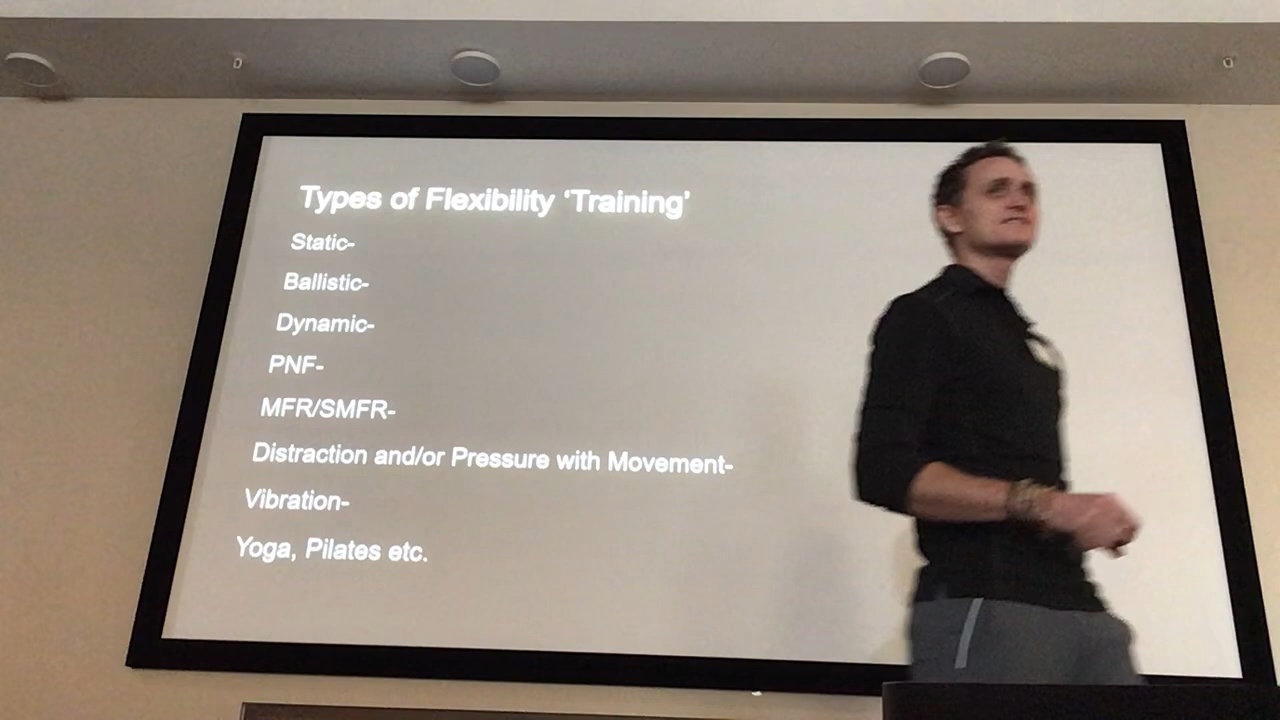 Types of Flexibility ‘Training’
Static-
Ballistic-
Dynamic-
PNF-
MFR/SMFR-
Distraction and/or Pressure with Movement-
Vibration-
Yoga, Pilates etc.